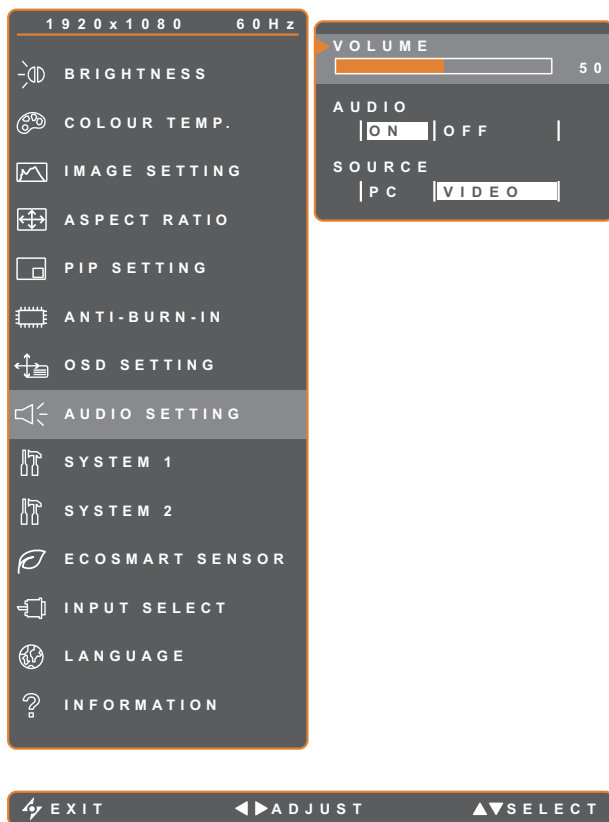 1920x1080 60Hz
BRIGHTNESS
COLOUR TEMP.
IMAGE SETTING
ASPECT RATIO
PIP SETTING
ANTI-BURN-IN
OSD SETTING
AUDIO SETTING
SYSTEM 1
SYSTEM 2
ECOSMART SENSOR
INPUT SELECT
LANGUAGE
INFORMATION
VOLUME
50
AUDIO
ON OFF
SOURCE
PC VIDEO
EXIT ADJUST SELECT